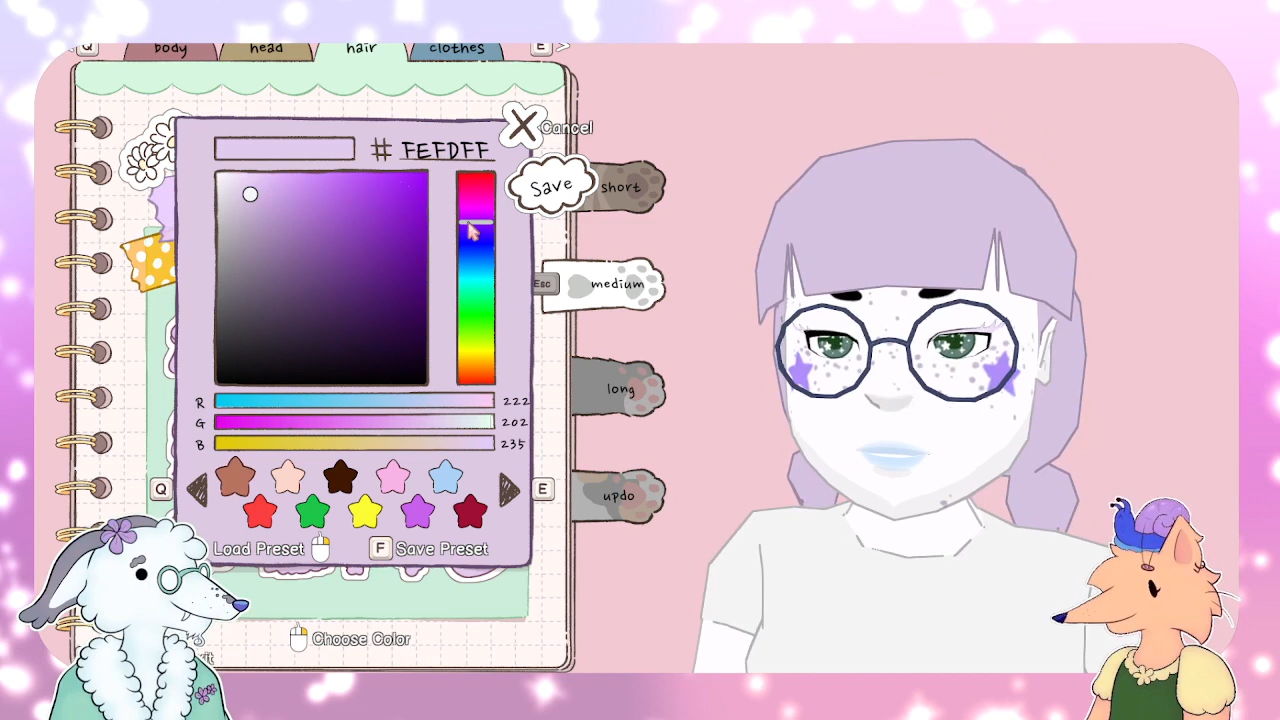 Q body head hair clothes E >
# FEFDFF
Cancel
Save
short
Esc medium
R 222
G 202
B 235
long
Q E
updo
Load Preset F Save Preset
Choose Color